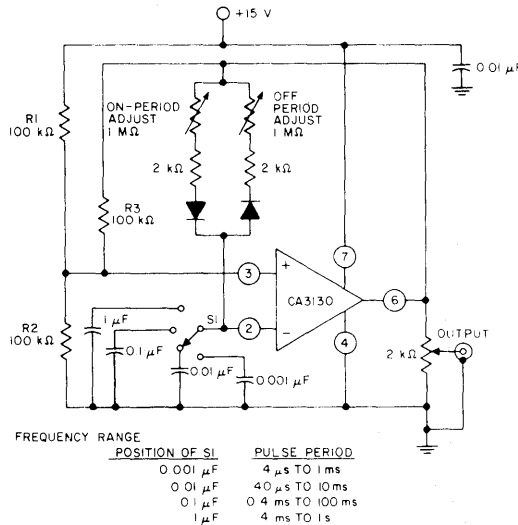 +15 V
0.01 μF
R1
100 kΩ
ON-PERIOD
ADJUST
1 MΩ
OFF
PERIOD
ADJUST
1 MΩ
2 kΩ
2 kΩ
R3
100 kΩ
3
+
7
CA3130
6
2
−
4
S1
1 μF
0.1 μF
0.01 μF
0.001 μF
R2
100 kΩ
2 kΩ
OUTPUT
FREQUENCY RANGE
POSITION OF S1 PULSE PERIOD
0.001 μF 4 μs TO 1 ms
0.01 μF 40 μs TO 10 ms
0.1 μF 0.4 ms TO 100 ms
1 μF 4 ms TO 1 s